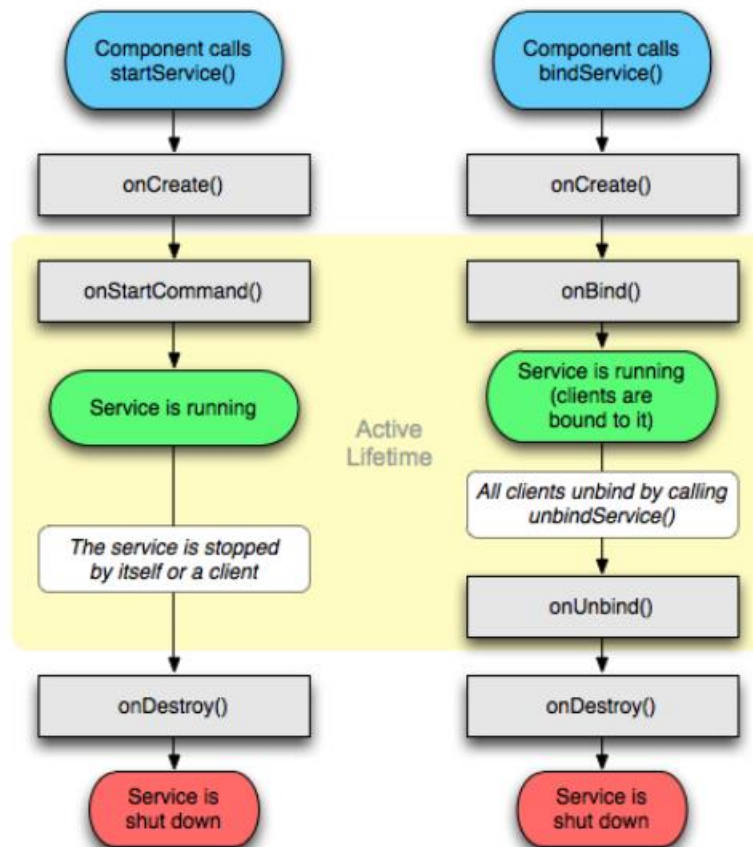 Component calls
startService()
onCreate()
onStartCommand()
Service is running
The service is stopped
by itself or a client
onDestroy()
Service is
shut down
Active
Lifetime
Component calls
bindService()
onCreate()
onBind()
Service is running
(clients are
bound to it)
All clients unbind by calling
unbindService()
onUnbind()
onDestroy()
Service is
shut down